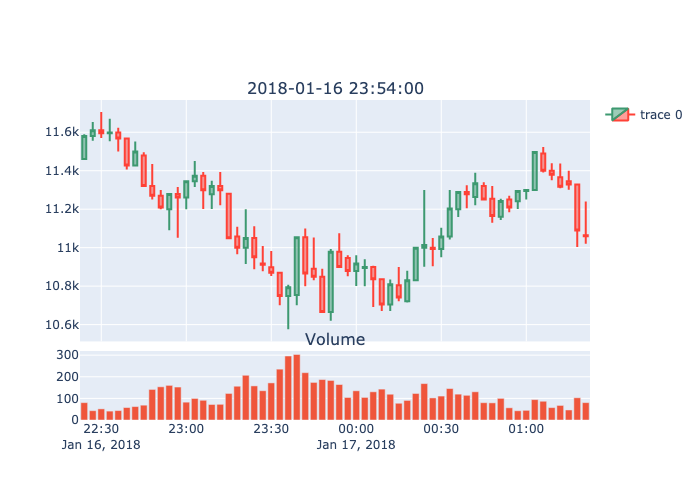 2018-01-16 23:54:00
trace 0
11.6k
11.4k
11.2k
11k
10.8k
10.6k
Volume
300
200
100
0
22:30 23:00 23:30 00:00 00:30 01:00
Jan 16, 2018 Jan 17, 2018